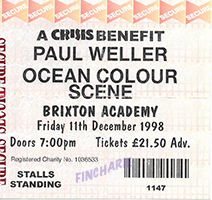 A CRISIS BENEFIT
PAUL WELLER
OCEAN COLOUR
SCENE
BRIXTON ACADEMY
Friday 11th December 1998
Doors 7:00pm Tickets £21.50 Adv.
Registered Charity No. 1036533
STALLS
STANDING
1147